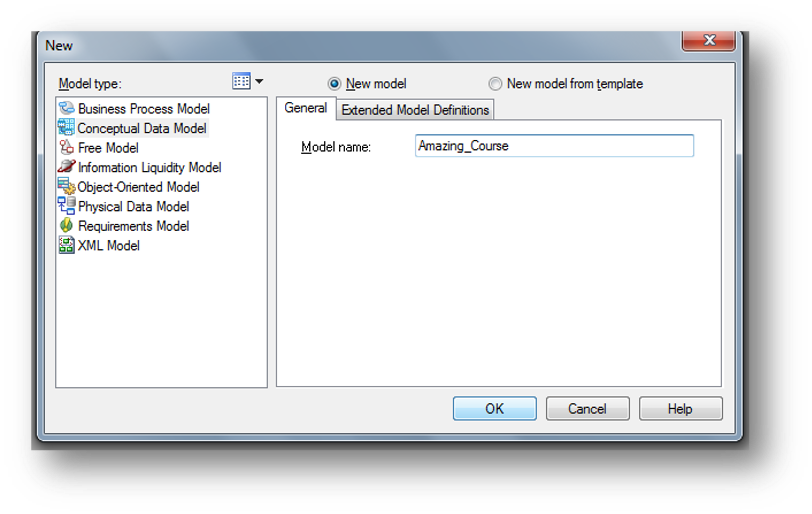 New
Model type:
New model
New model from template
Business Process Model
Conceptual Data Model
Free Model
Information Liquidity Model
Object-Oriented Model
Physical Data Model
Requirements Model
XML Model
General
Extended Model Definitions
Model name:
Amazing_Course
OK
Cancel
Help